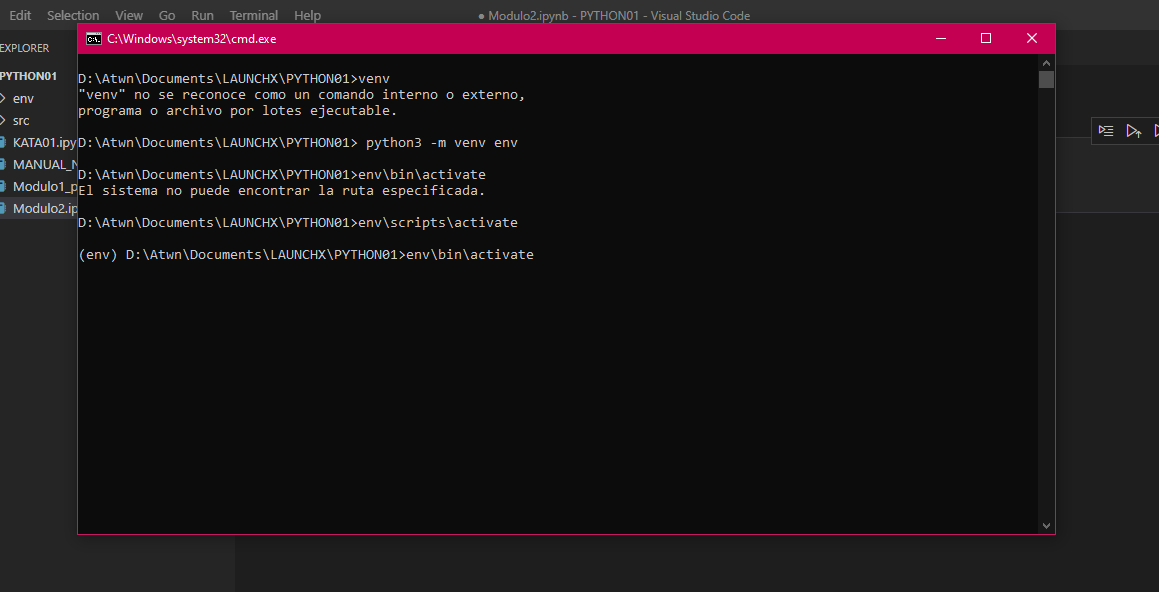 Edit Selection View Go Run Terminal Help
● Modulo2.ipynb - PYTHON01 - Visual Studio Code
EXPLORER
PYTHON01
env
src
KATA01.ipy
MANUAL_N
Modulo1_p
Modulo2.ip
C:\Windows\system32\cmd.exe
D:\Atwn\Documents\LAUNCHX\PYTHON01>venv
"venv" no se reconoce como un comando interno o externo,
programa o archivo por lotes ejecutable.
D:\Atwn\Documents\LAUNCHX\PYTHON01> python3 -m venv env
D:\Atwn\Documents\LAUNCHX\PYTHON01>env\bin\activate
El sistema no puede encontrar la ruta especificada.
D:\Atwn\Documents\LAUNCHX\PYTHON01>env\scripts\activate
(env) D:\Atwn\Documents\LAUNCHX\PYTHON01>env\bin\activate